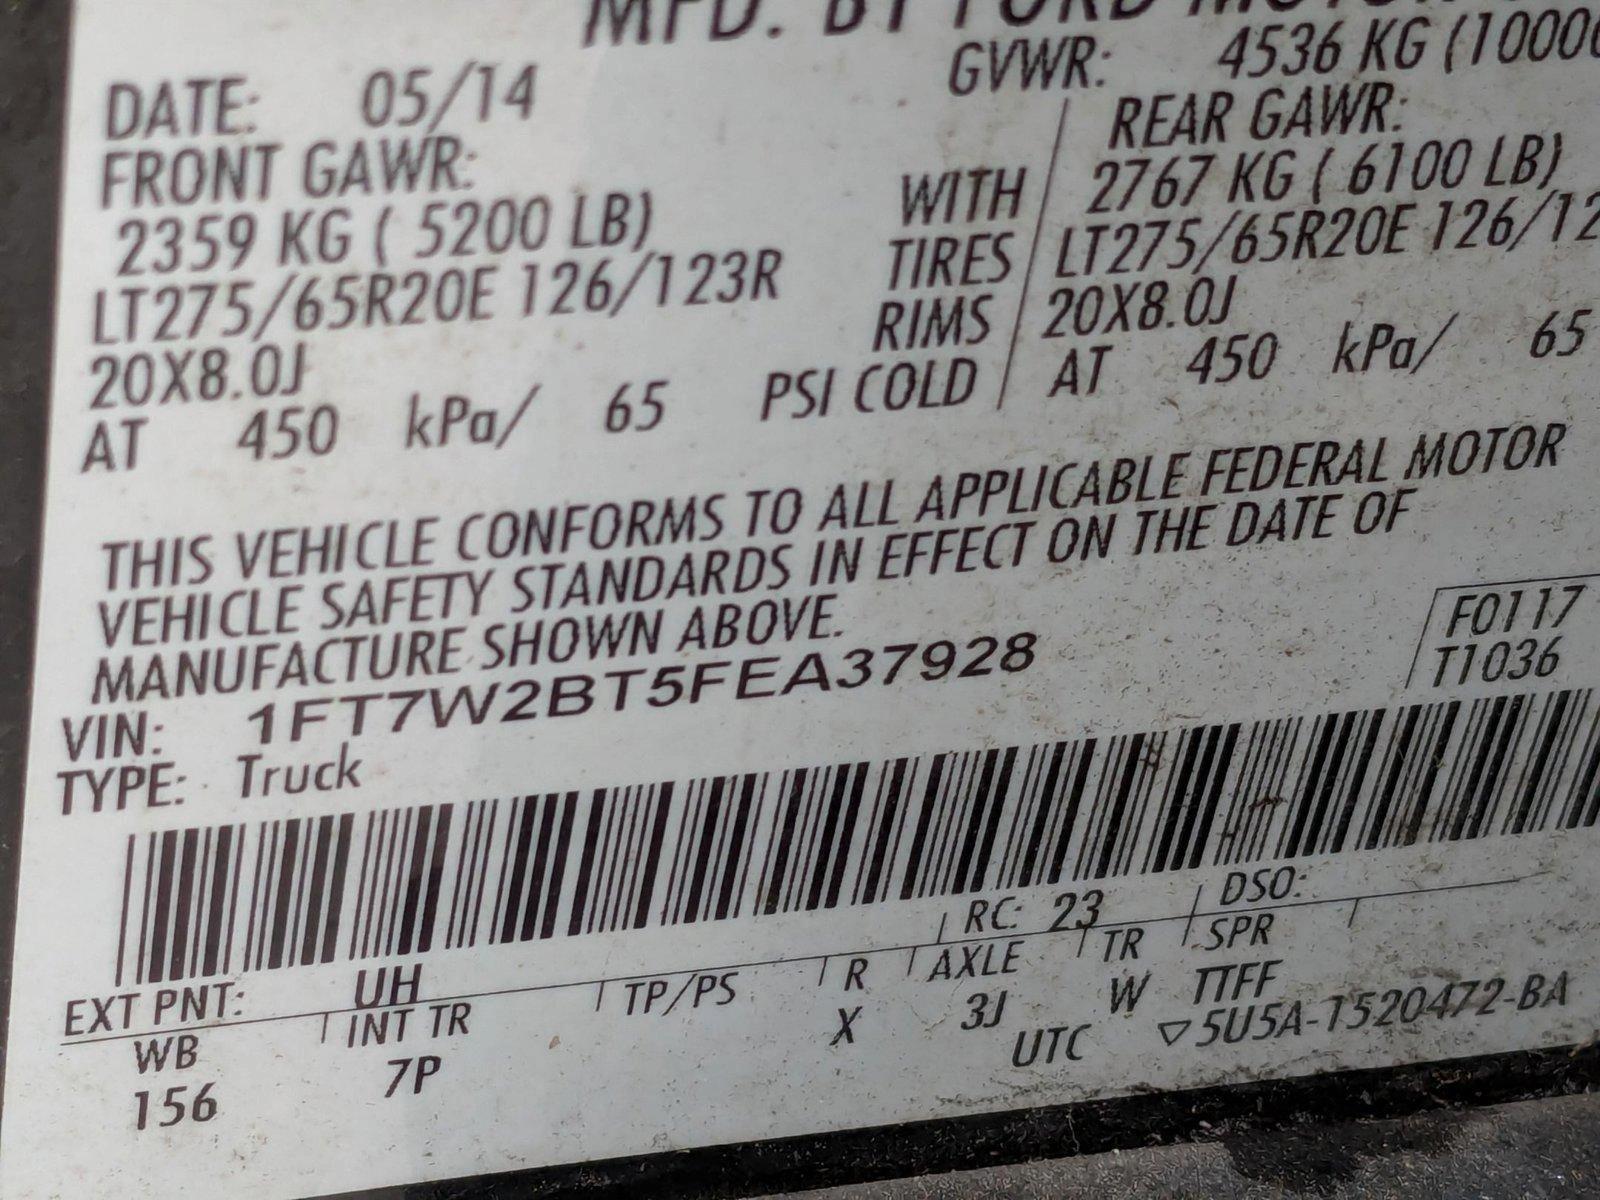 MFD. BY FORD MOTOR
DATE: 05/14 GVWR: 4536 KG (10000
FRONT GAWR: REAR GAWR:
2359 KG ( 5200 LB) WITH 2767 KG ( 6100 LB)
LT275/65R20E 126/123R TIRES LT275/65R20E 126/12
20X8.0J RIMS 20X8.0J
AT 450 kPa/ 65 PSI COLD AT 450 kPa/ 65
THIS VEHICLE CONFORMS TO ALL APPLICABLE FEDERAL MOTOR
VEHICLE SAFETY STANDARDS IN EFFECT ON THE DATE OF
MANUFACTURE SHOWN ABOVE.
F0117
VIN: 1FT7W2BT5FEA37928
T1036
TYPE: Truck
EXT PNT: UH RC: 23 DSO:
WB INT TR TP/PS R AXLE TR SPR
156 7P X 3J W TTFF
UTC ▽5U5A-1520472-BA